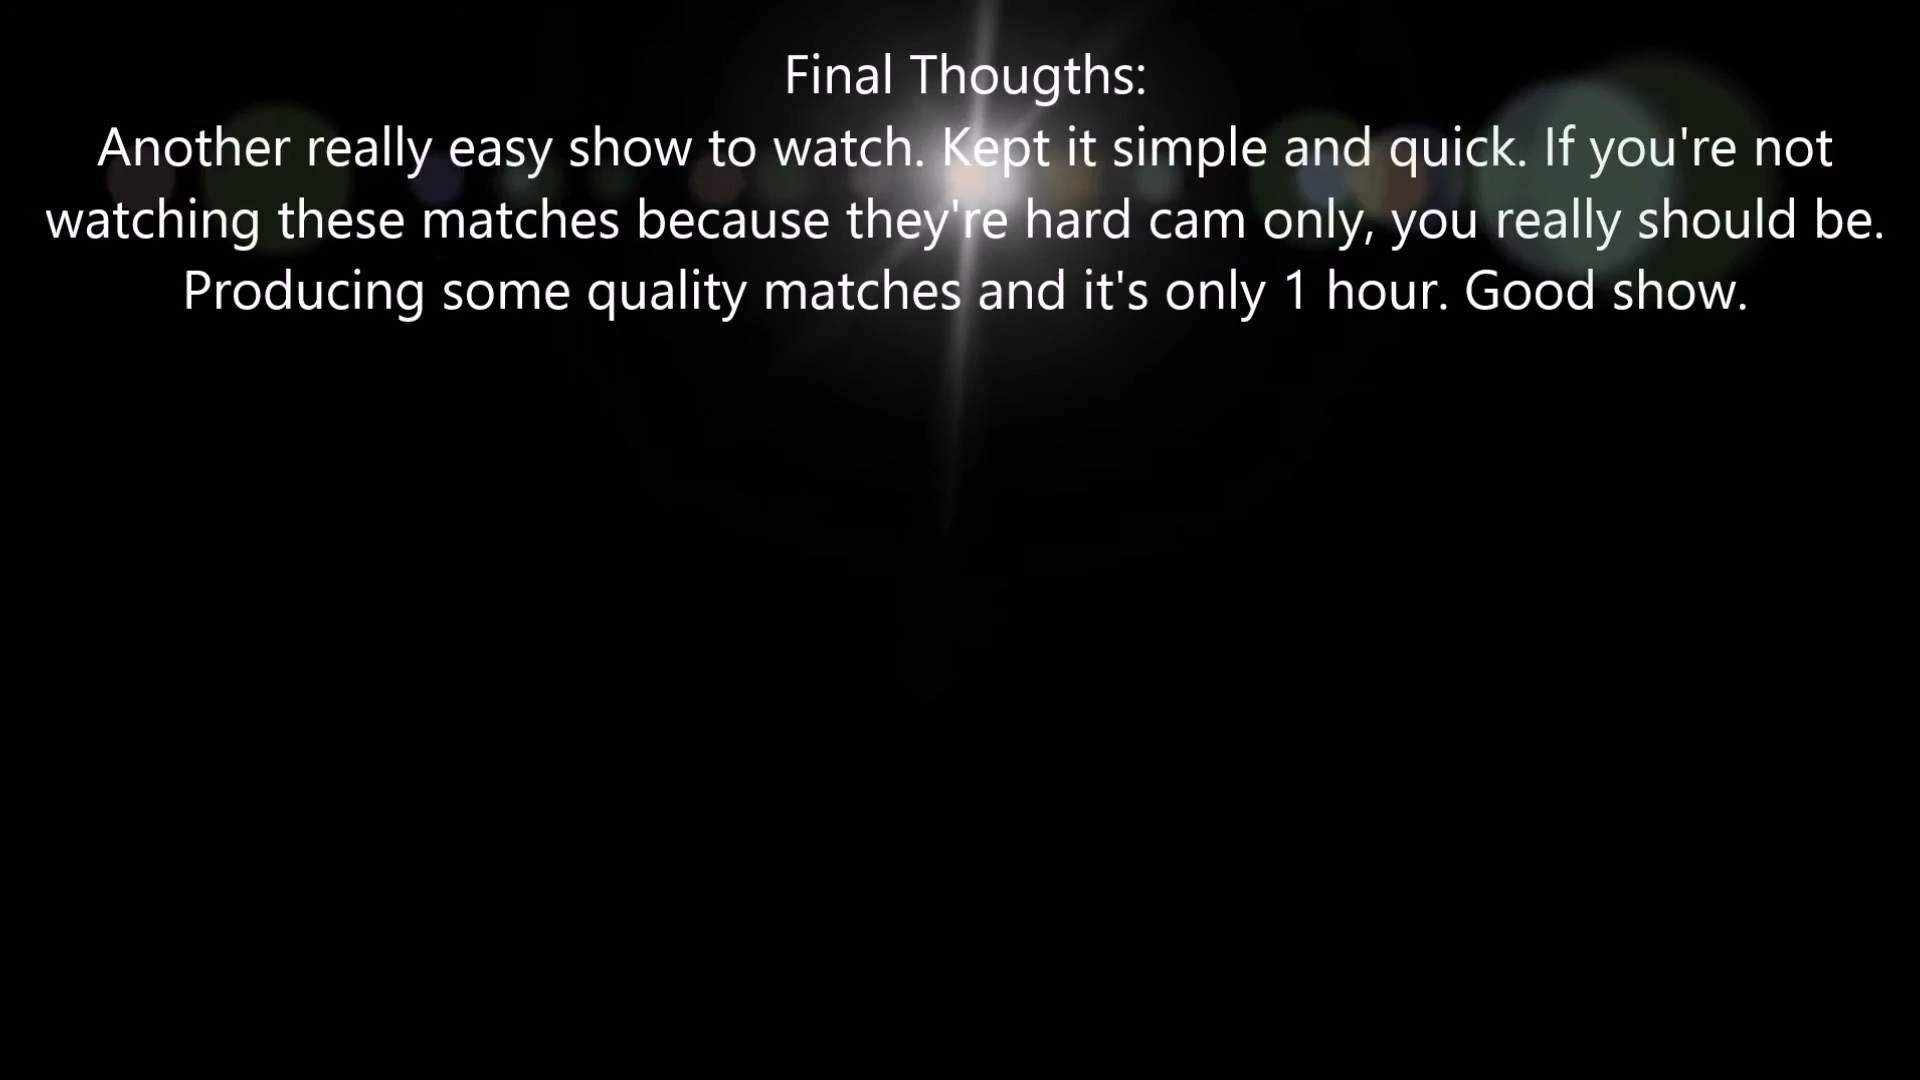 Final Thougths:
Another really easy show to watch. Kept it simple and quick. If you're not
watching these matches because they're hard cam only, you really should be.
Producing some quality matches and it's only 1 hour. Good show.